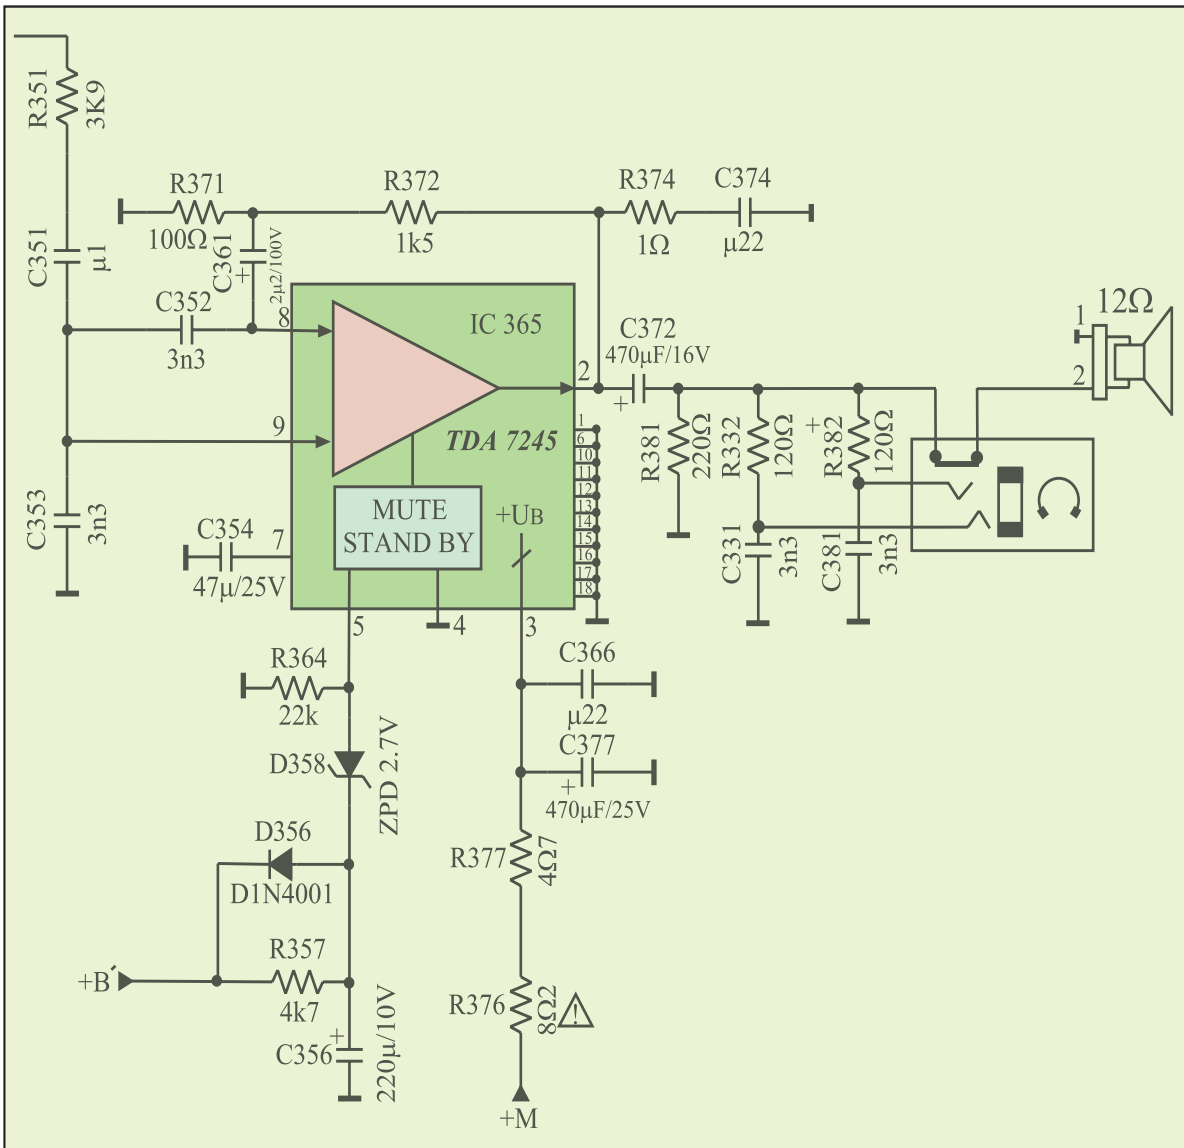 R351
3K9
R371
100Ω
R372
1k5
R374
1Ω
C374
µ22
C351
µ1
C361
+
2µ2/100V
C352
3n3
8
IC 365
C372
470µF/16V
+
2
12Ω
1
2
9
TDA 7245
1
6
10
11
12
13
14
15
16
17
18
R381
220Ω
R332
120Ω
+
R382
120Ω
C353
3n3
C354
47µ/25V
7
MUTE
STAND BY
+UB
C331
3n3
C381
3n3
5
4
3
R364
22k
C366
µ22
D358
ZPD 2.7V
C377
+
470µF/25V
D356
D1N4001
R377
4Ω7
+B'
R357
4k7
R376
8Ω2
!
+
C356
220µ/10V
+M